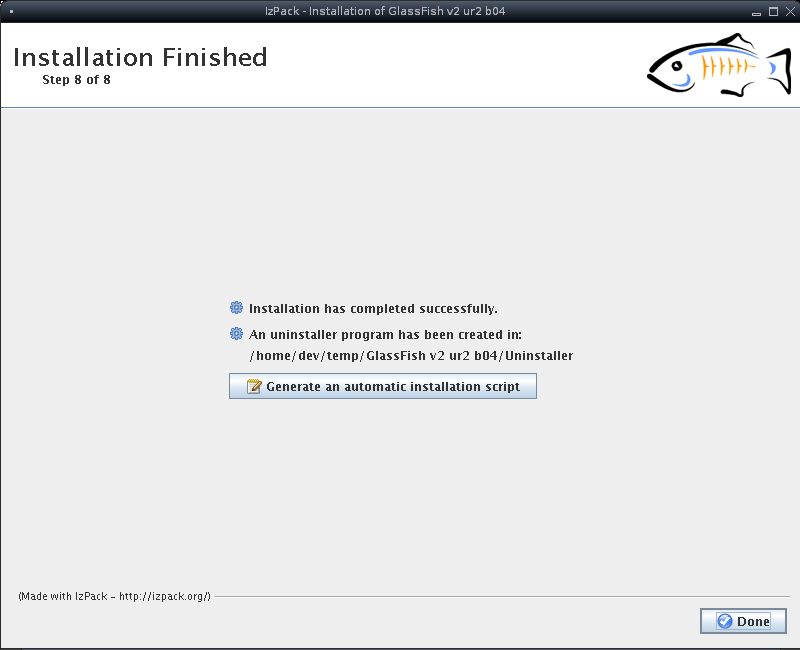 IzPack - Installation of GlassFish v2 ur2 b04
Installation Finished
Step 8 of 8
Installation has completed successfully.
An uninstaller program has been created in:
/home/dev/temp/GlassFish v2 ur2 b04/Uninstaller
Generate an automatic installation script
(Made with IzPack - http://izpack.org/)
Done